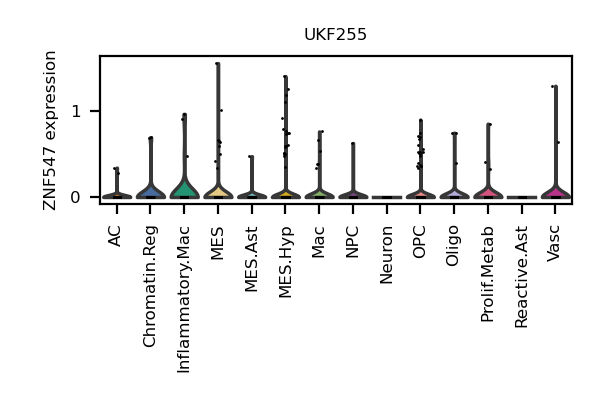 UKF255
ZNF547 expression
1
0
AC
Chromatin.Reg
Inflammatory.Mac
MES
MES.Ast
MES.Hyp
Mac
NPC
Neuron
OPC
Oligo
Prolif.Metab
Reactive.Ast
Vasc